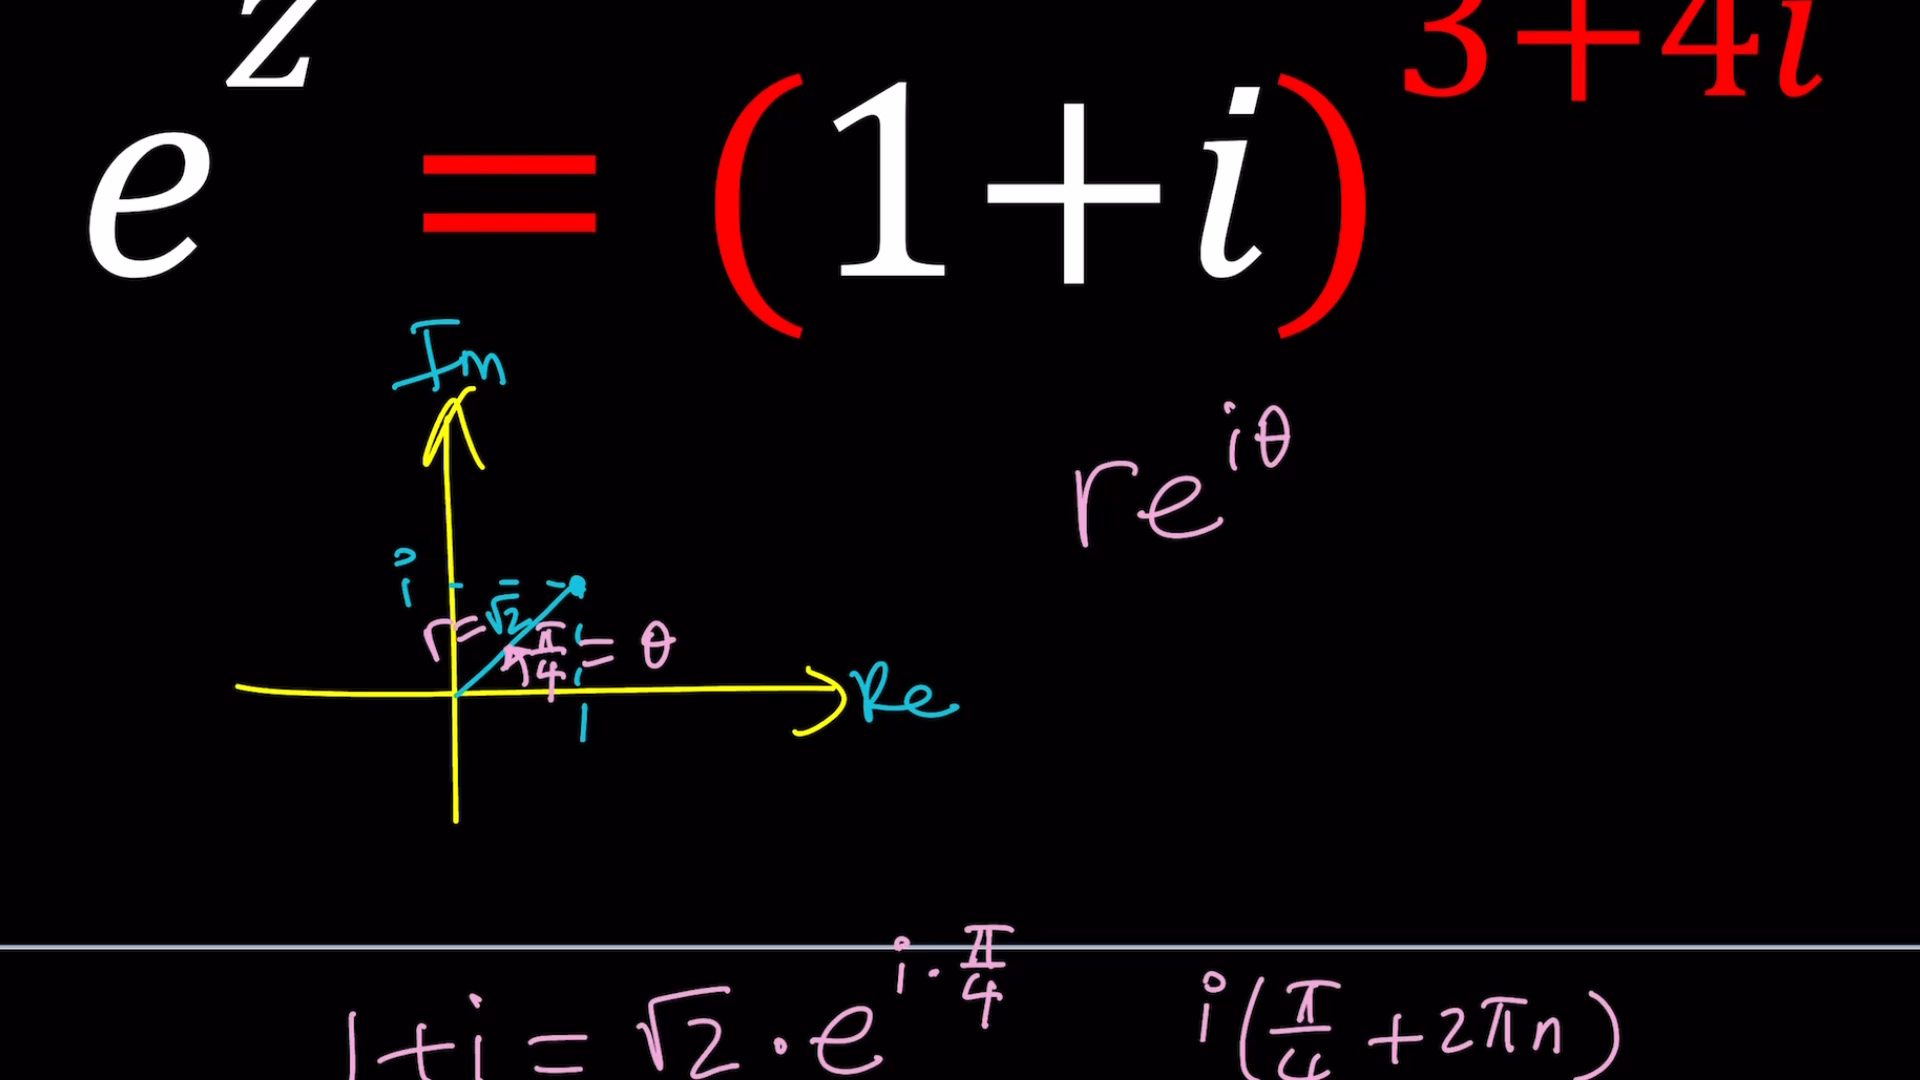 e^z = (1+i)^{3+4i}
Im
re^{iθ}
i
r=√2 π/4 = θ
Re
1
1+i = √2 · e^{i·π/4} i(π/4 + 2πn)